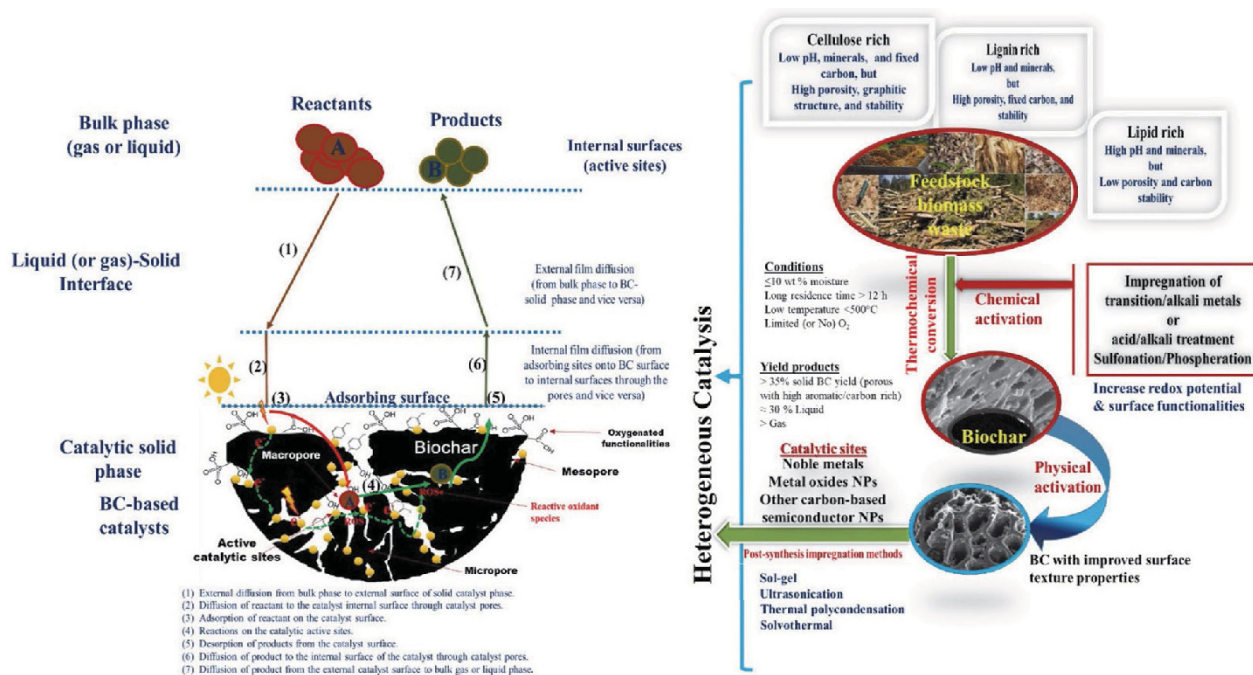 Bulk phase
(gas or liquid)
Reactants
A
Products
B
Internal surfaces
(active sites)
(1)
(7)
Liquid (or gas)-Solid
Interface
External film diffusion
(from bulk phase to BC-
solid phase and vice versa)
(2)
(6)
Internal film diffusion (from
adsorbing sites onto BC surface
to internal surfaces through the
pores and vice versa)
(3)
Adsorbing surface
(5)
Catalytic solid
phase
BC-based
catalysts
Biochar
Oxygenated
functionalities
Macropore
Mesopore
A
(4)
B
ROS
ROS+
Reactive oxidant
species
Active
catalytic sites
Micropore
(1) External diffusion from bulk phase to external surface of solid catalyst phase.
(2) Diffusion of reactant to the catalyst internal surface through catalyst pores.
(3) Adsorption of reactant on the catalyst surface.
(4) Reactions on the catalytic active sites.
(5) Desorption of products from the catalyst surface.
(6) Diffusion of product to the internal surface of the catalyst through catalyst pores.
(7) Diffusion of product from the external catalyst surface to bulk gas or liquid phase.
Heterogeneous Catalysis
Cellulose rich
Low pH, minerals, and fixed
carbon, but
High porosity, graphitic
structure, and stability
Lignin rich
Low pH and minerals,
but
High porosity, fixed carbon, and
stability
Lipid rich
High pH and minerals,
but
Low porosity and carbon
stability
Feedstock
biomass
waste
Conditions
≤10 wt % moisture
Long residence time > 12 h
Low temperature <500°C
Limited (or No) O₂
Thermochemical
conversion
Chemical
activation
Impregnation of
transition/alkali metals
or
acid/alkali treatment
Sulfonation/Phospheration
Increase redox potential
& surface functionalities
Yield products
> 35% solid BC yield (porous
with high aromatic/carbon rich)
≈ 30 % Liquid
> Gas
Biochar
Physical
activation
Catalytic sites
Noble metals
Metal oxides NPs
Other carbon-based
semiconductor NPs
Post-synthesis impregnation methods
Sol-gel
Ultrasonication
Thermal polycondensation
Solvothermal
BC with improved surface
texture properties